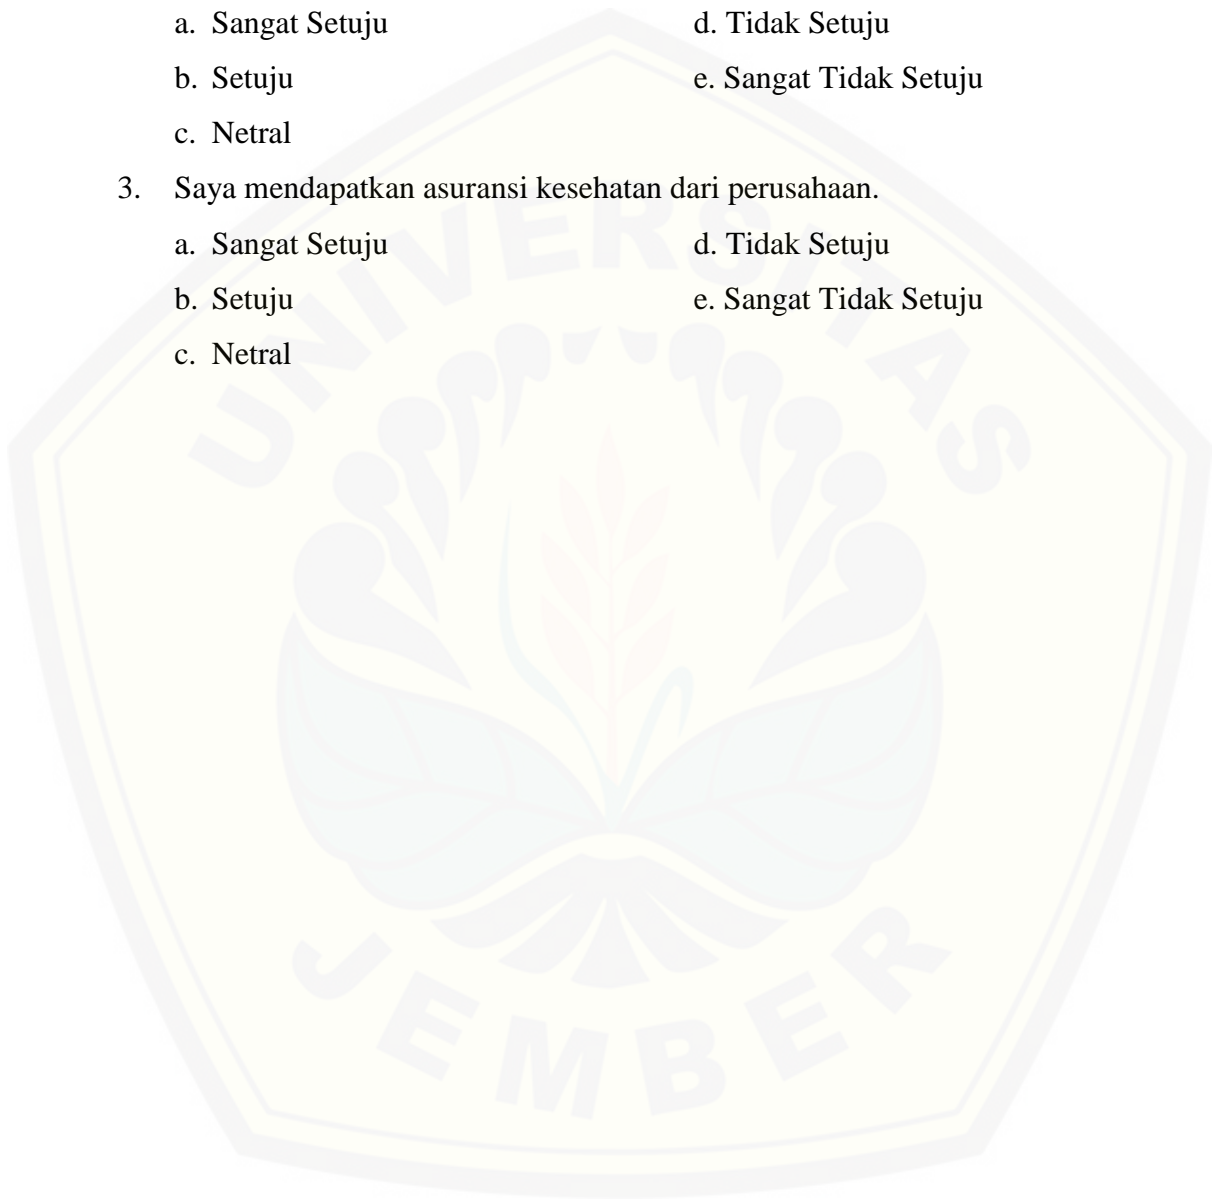 a. Sangat Setuju d. Tidak Setuju
b. Setuju e. Sangat Tidak Setuju
c. Netral
3. Saya mendapatkan asuransi kesehatan dari perusahaan.
a. Sangat Setuju d. Tidak Setuju
b. Setuju e. Sangat Tidak Setuju
c. Netral
UNIVERSITAS
JEMBER